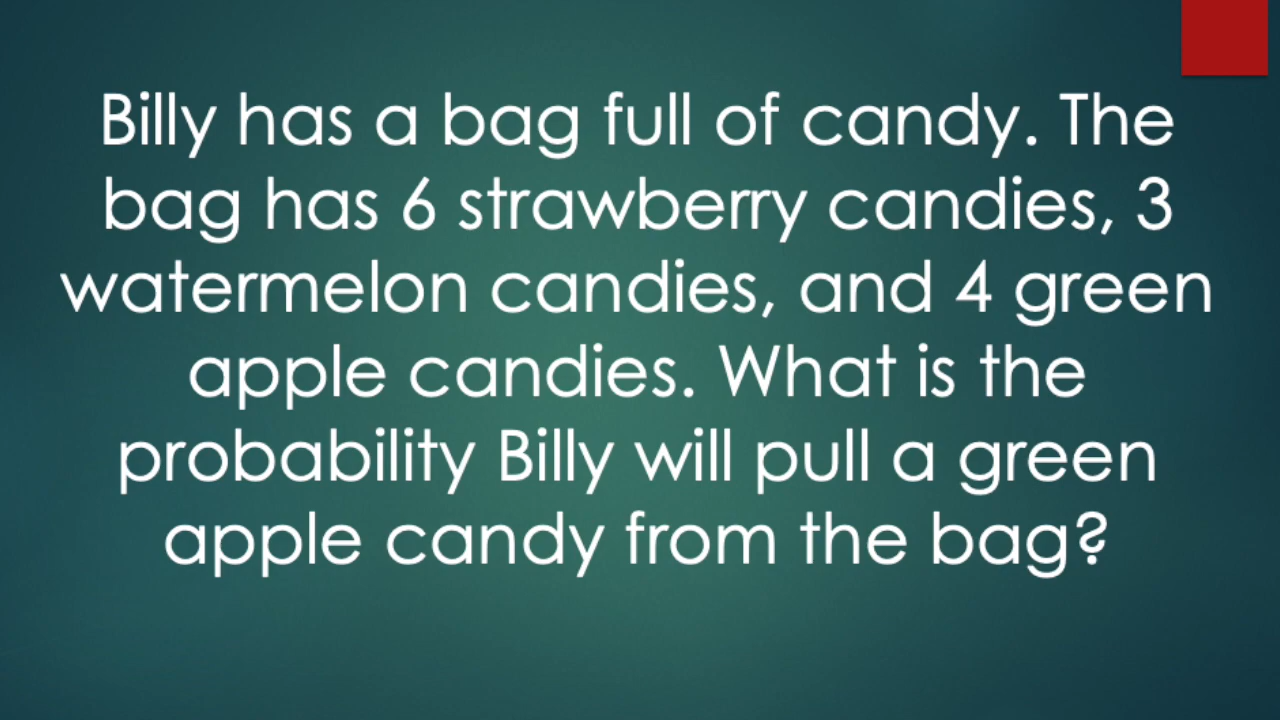 Billy has a bag full of candy. The
bag has 6 strawberry candies, 3
watermelon candies, and 4 green
apple candies. What is the
probability Billy will pull a green
apple candy from the bag?